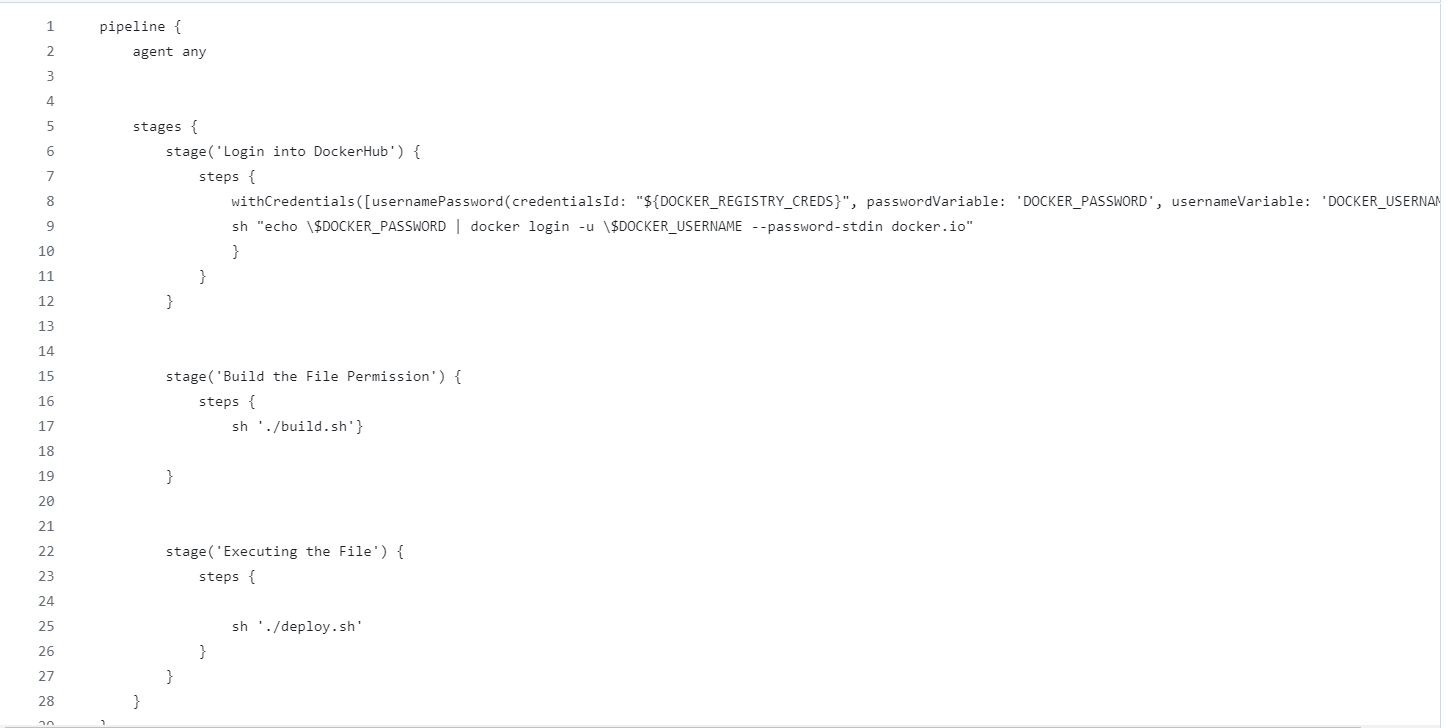 1 pipeline {
2 agent any
3
4
5 stages {
6 stage('Login into DockerHub') {
7 steps {
8 withCredentials([usernamePassword(credentialsId: "${DOCKER_REGISTRY_CREDS}", passwordVariable: 'DOCKER_PASSWORD', usernameVariable: 'DOCKER_USERNAM
9 sh "echo \$DOCKER_PASSWORD | docker login -u \$DOCKER_USERNAME --password-stdin docker.io"
10 }
11 }
12 }
13
14
15 stage('Build the File Permission') {
16 steps {
17 sh './build.sh'}
18
19 }
20
21
22 stage('Executing the File') {
23 steps {
24
25 sh './deploy.sh'
26 }
27 }
28 }
29 }